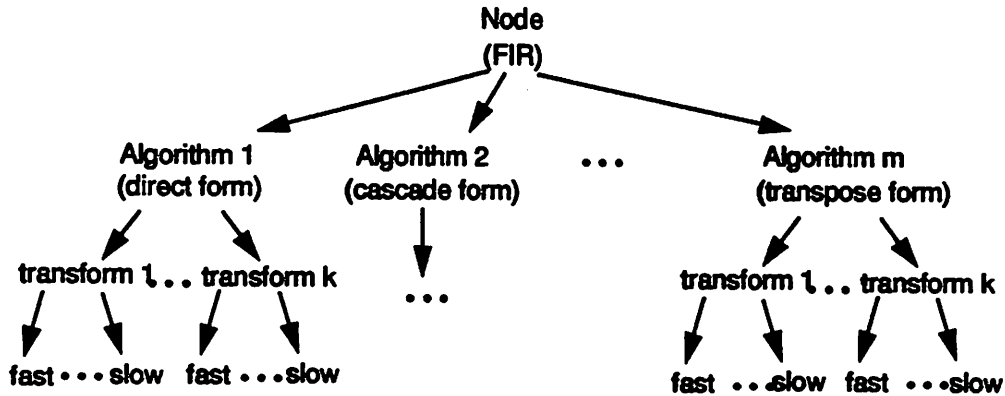 Node
(FIR)
Algorithm 1 Algorithm 2 ••• Algorithm m
(direct form) (cascade form) (transpose form)
transform 1 ••• transform k ••• transform 1 ••• transform k
fast ••• slow fast ••• slow fast ••• slow fast ••• slow